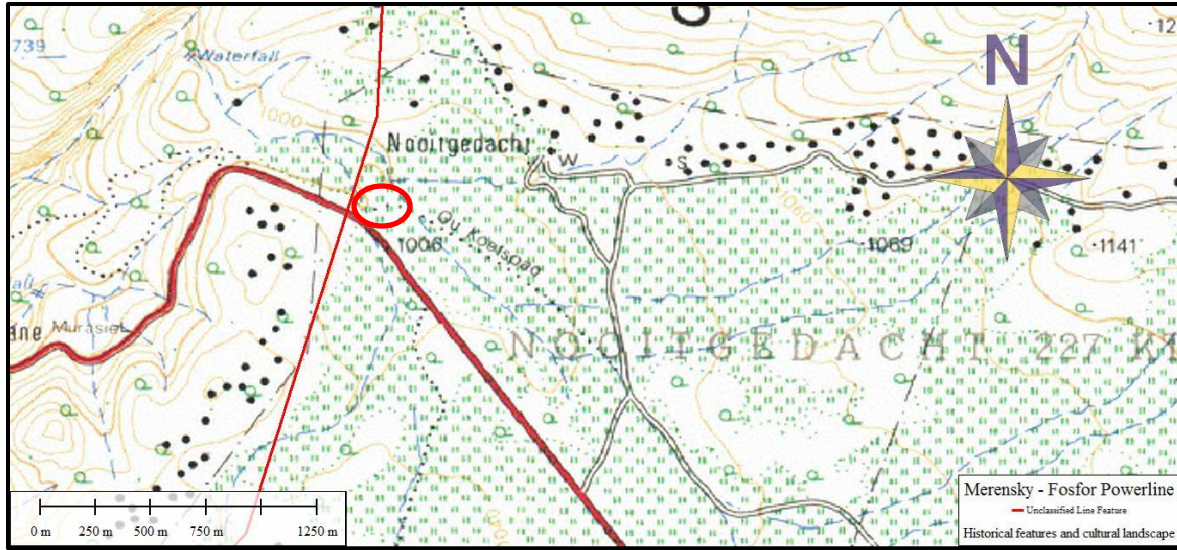 739
Waterfall
N
1000
Nooitgedacht
W
S
Ou Koetspad
1006
1069
1141
Murasie
NOOITGEDACHT 227
0 m 250 m 500 m 750 m 1250 m
Merensky - Fosfor Powerline
Unclassified Line Feature
Historical features and cultural landscape